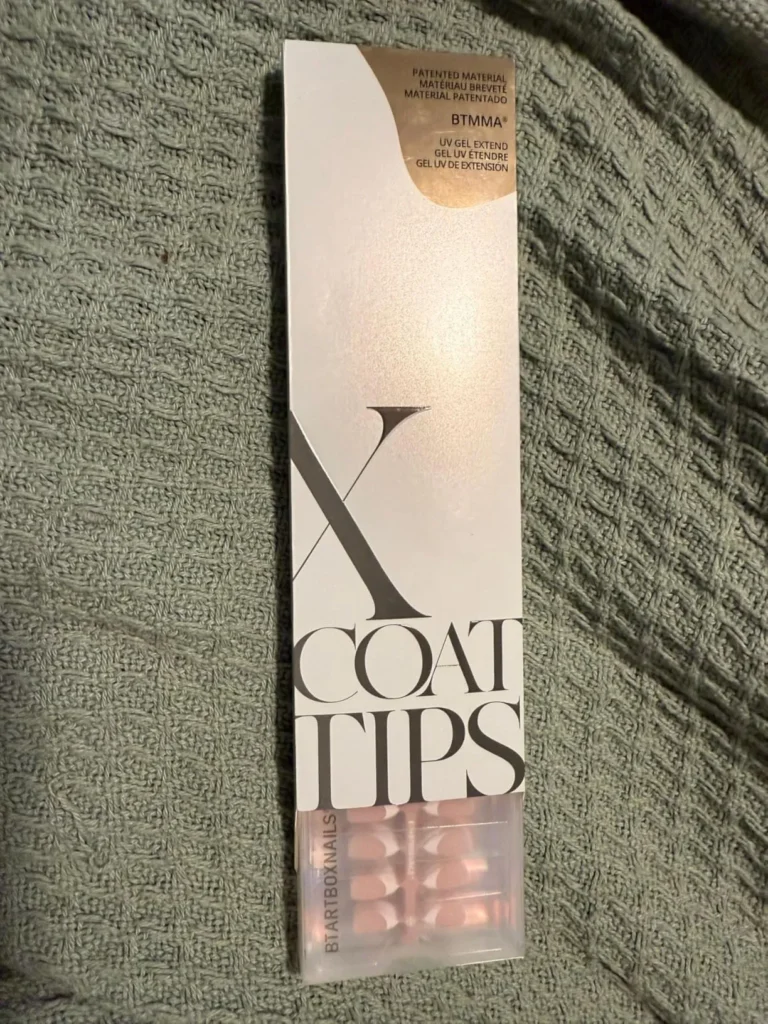 PATENTED MATERIAL
MATÉRIAU BREVETÉ
MATERIAL PATENTADO
BTMMA®
UV GEL EXTEND
GEL UV ÉTENDRE
GEL UV DE EXTENSIÓN
X
COAT
TIPS
BTARTBOXNAILS